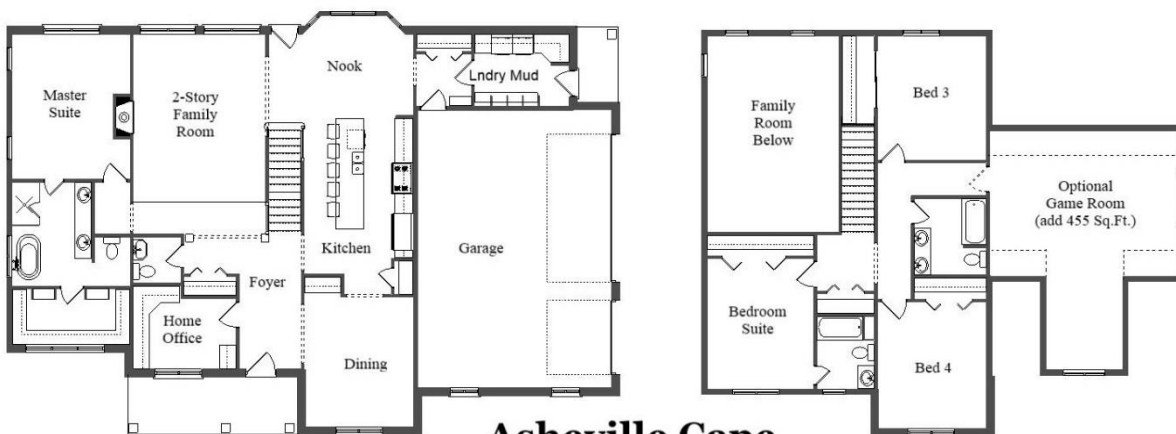 Master
Suite
2-Story
Family
Room
Nook
Lndry Mud
Kitchen
Garage
Foyer
Home
Office
Dining
Family
Room
Below
Bed 3
Optional
Game Room
(add 455 Sq.Ft.)
Bedroom
Suite
Bed 4
Asheville Cape